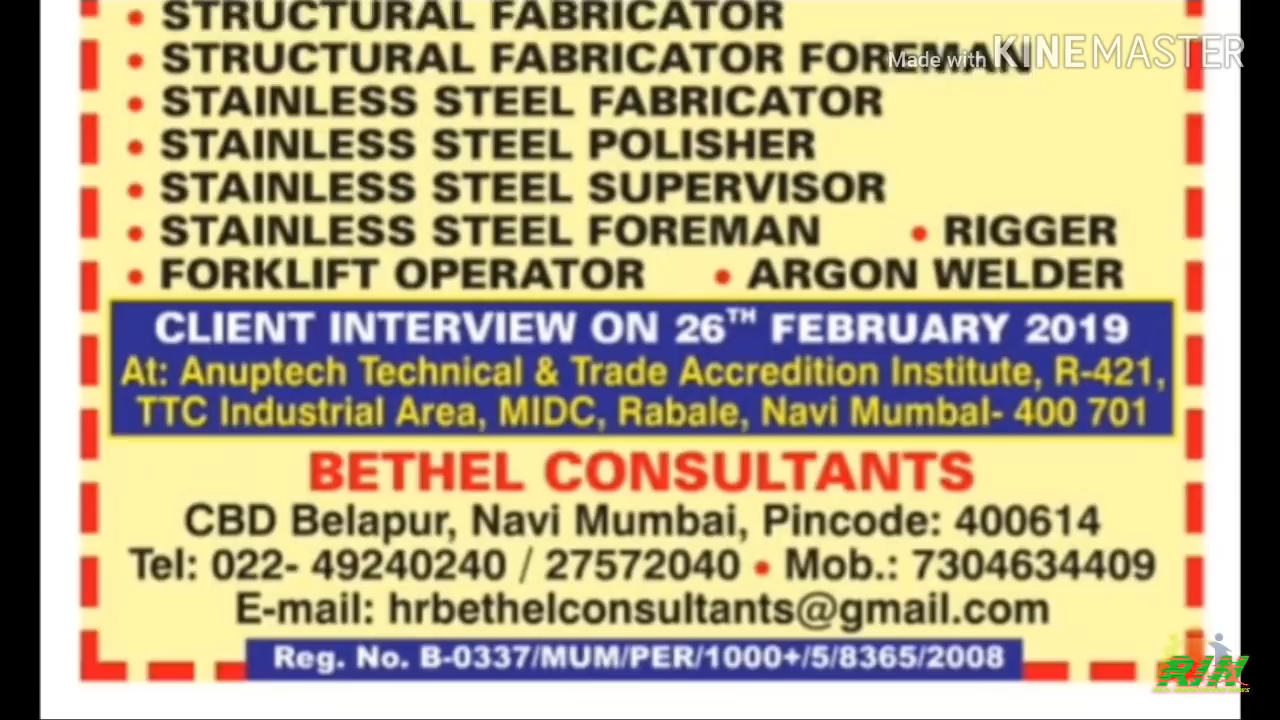 • STRUCTURAL FABRICATOR
• STRUCTURAL FABRICATOR FOREMAN
Made with KINEMASTER
• STAINLESS STEEL FABRICATOR
• STAINLESS STEEL POLISHER
• STAINLESS STEEL SUPERVISOR
• STAINLESS STEEL FOREMAN • RIGGER
• FORKLIFT OPERATOR • ARGON WELDER
CLIENT INTERVIEW ON 26TH FEBRUARY 2019
At: Anuptech Technical & Trade Accredition Institute, R-421,
TTC Industrial Area, MIDC, Rabale, Navi Mumbal- 400 701
BETHEL CONSULTANTS
CBD Belapur, Navi Mumbai, Pincode: 400614
Tel: 022- 49240240 / 27572040 • Mob.: 7304634409
E-mail: hrbethelconsultants@gmail.com
Reg. No. B-0337/MUM/PER/1000+/5/8365/2008